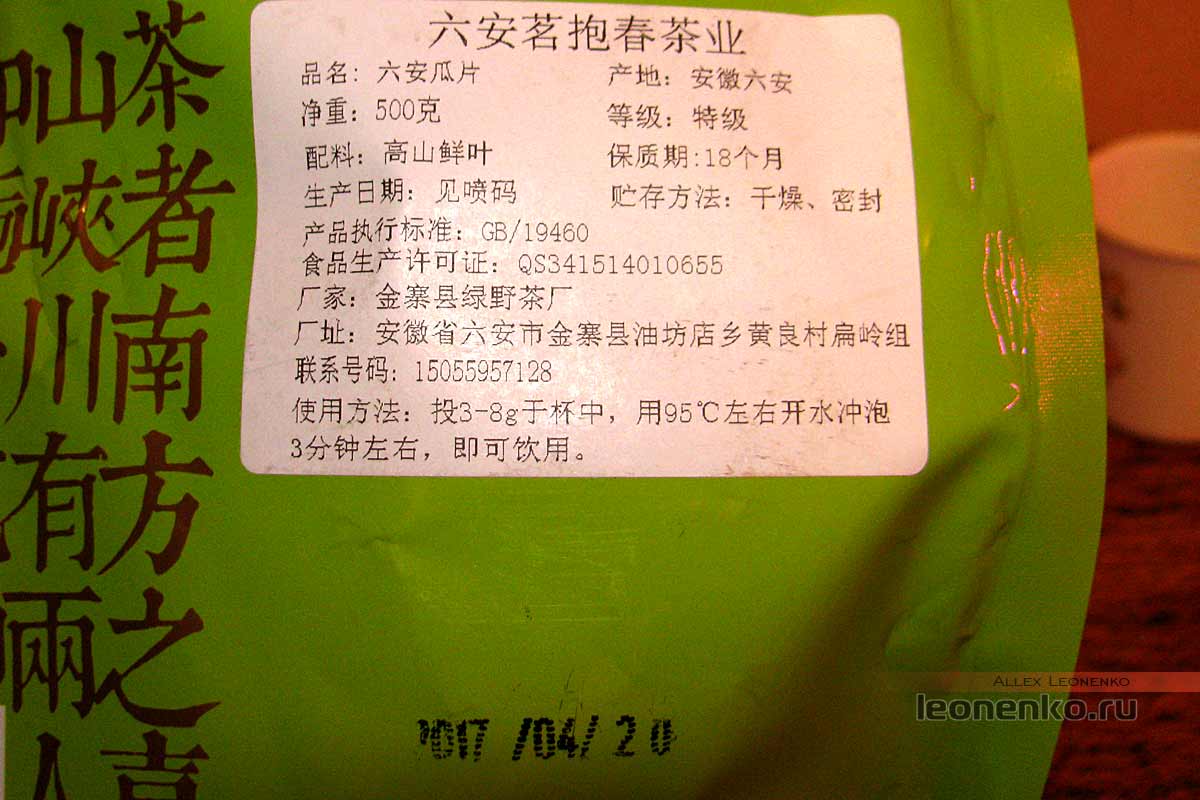 六安茗抱春茶业
品名: 六安瓜片 产地: 安徽六安
净重: 500克 等级: 特级
配料: 高山鲜叶 保质期:18个月
生产日期: 见喷码 贮存方法: 干燥、密封
产品执行标准: GB/19460
食品生产许可证: QS341514010655
厂家: 金寨县绿野茶厂
厂址: 安徽省六安市金寨县油坊店乡黄良村扁岭组
联系号码: 15055957128
使用方法: 投3-8g于杯中，用95℃左右开水冲泡
3分钟左右，即可饮用。
茶者南方之嘉
山峡川有兩人
2017 /04/ 20
ALLEX LEONENKO
leonenko.ru